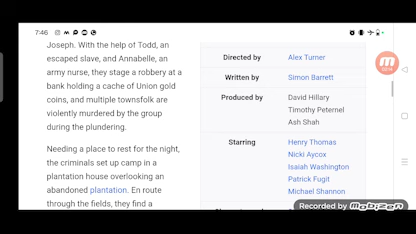 7:46
Joseph. With the help of Todd, an
escaped slave, and Annabelle, an
army nurse, they stage a robbery at a
bank holding a cache of Union gold
coins, and multiple townsfolk are
violently murdered by the group
during the plundering.
Needing a place to rest for the night,
the criminals set up camp in a
plantation house overlooking an
abandoned plantation. En route
through the fields, they find a
Directed by Alex Turner
Written by Simon Barrett
Produced by David Hillary
Timothy Peternel
Ash Shah
Starring Henry Thomas
Nicki Aycox
Isaiah Washington
Patrick Fugit
Michael Shannon
Recorded by Mobizen